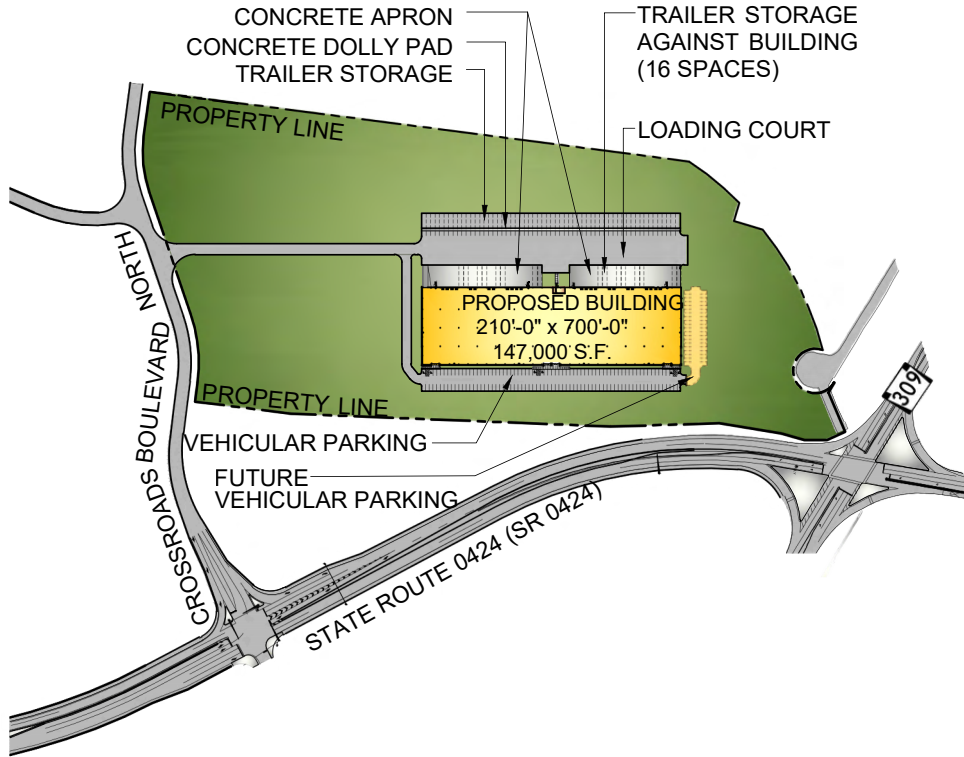 CONCRETE APRON
CONCRETE DOLLY PAD
TRAILER STORAGE
TRAILER STORAGE
AGAINST BUILDING
(16 SPACES)
LOADING COURT
PROPERTY LINE
CROSSROADS BOULEVARD NORTH
PROPOSED BUILDING
210'-0" x 700'-0"
147,000 S.F.
PROPERTY LINE
309
VEHICULAR PARKING
FUTURE
VEHICULAR PARKING
STATE ROUTE 0424 (SR 0424)